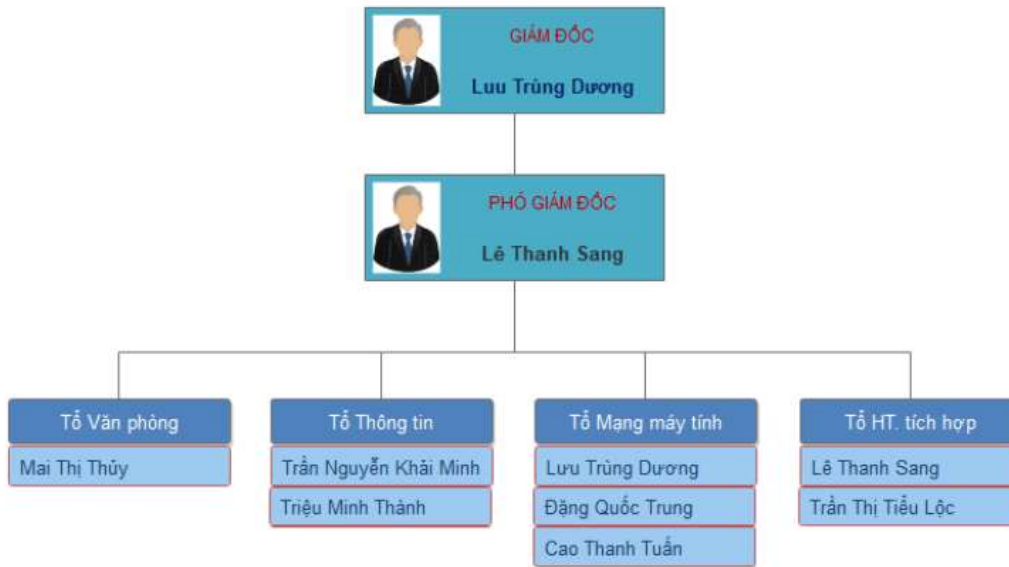 GIÁM ĐỐC
Luu Trùng Dương
PHÓ GIÁM ĐỐC
Lê Thanh Sang
Tổ Văn phòng
Mai Thị Thủy
Tổ Thông tin
Trần Nguyễn Khải Minh
Triệu Minh Thành
Tổ Mạng máy tính
Lưu Trùng Dương
Đặng Quốc Trung
Cao Thanh Tuấn
Tổ HT. tích hợp
Lê Thanh Sang
Trần Thị Tiểu Lộc